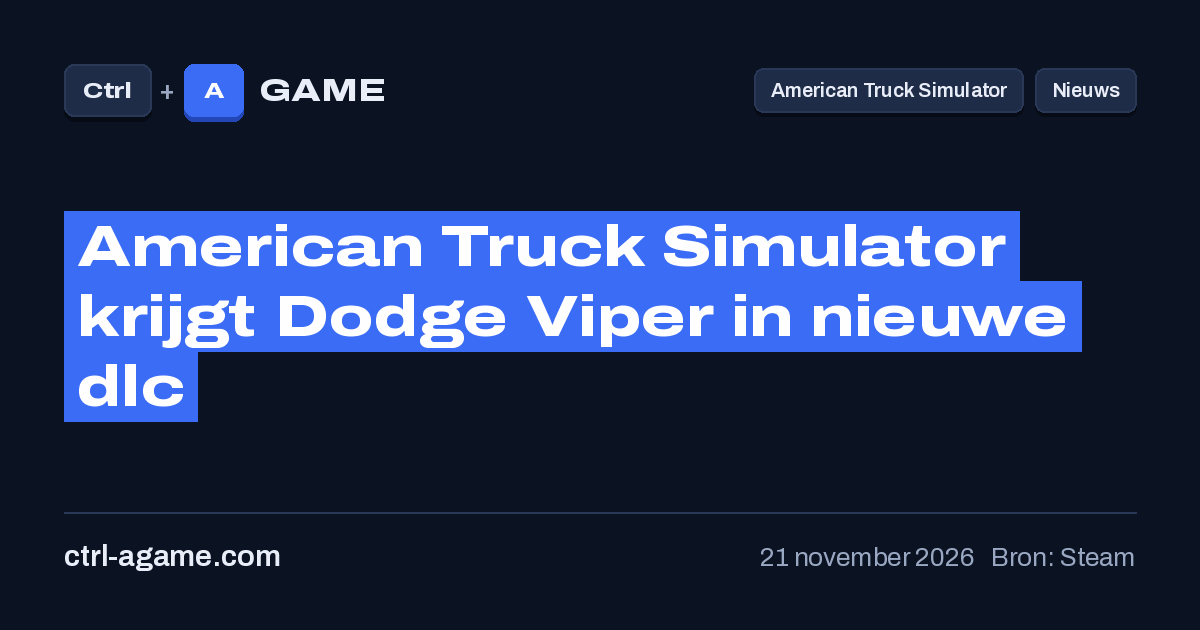 Ctrl + A GAME
American Truck Simulator Nieuws
American Truck Simulator
krijgt Dodge Viper in nieuwe
dlc
ctrl-agame.com
21 november 2026 Bron: Steam